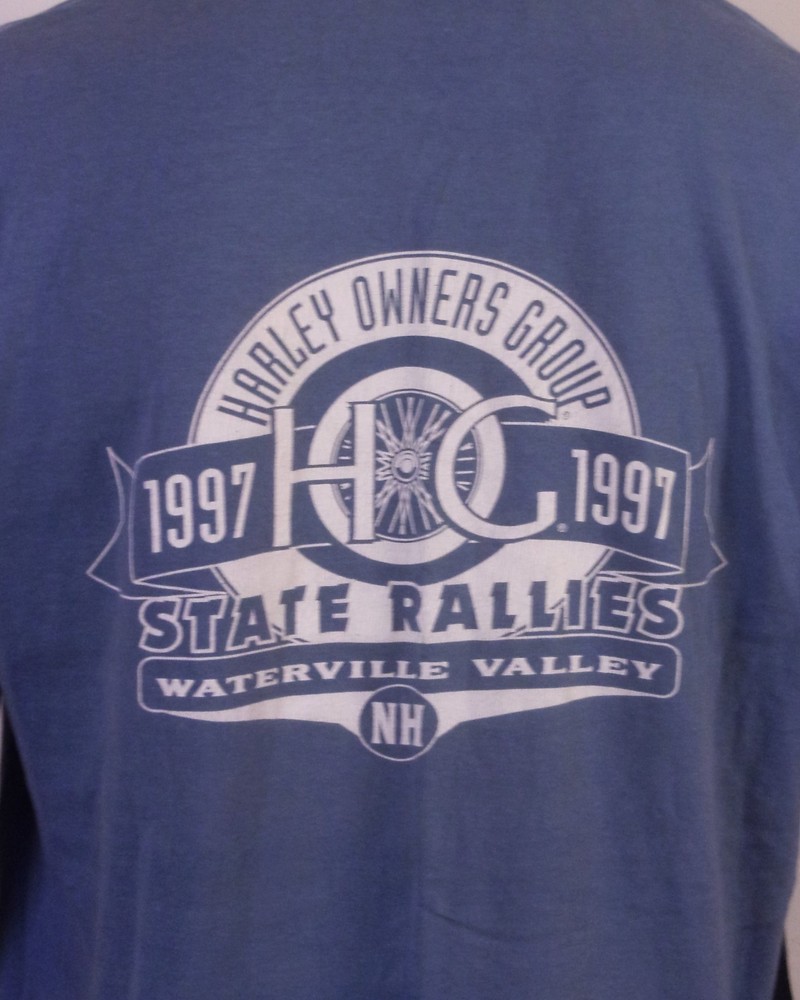 HARLEY OWNERS GROUP
1997 HOG® 1997
STATE RALLIES
WATERVILLE VALLEY
NH